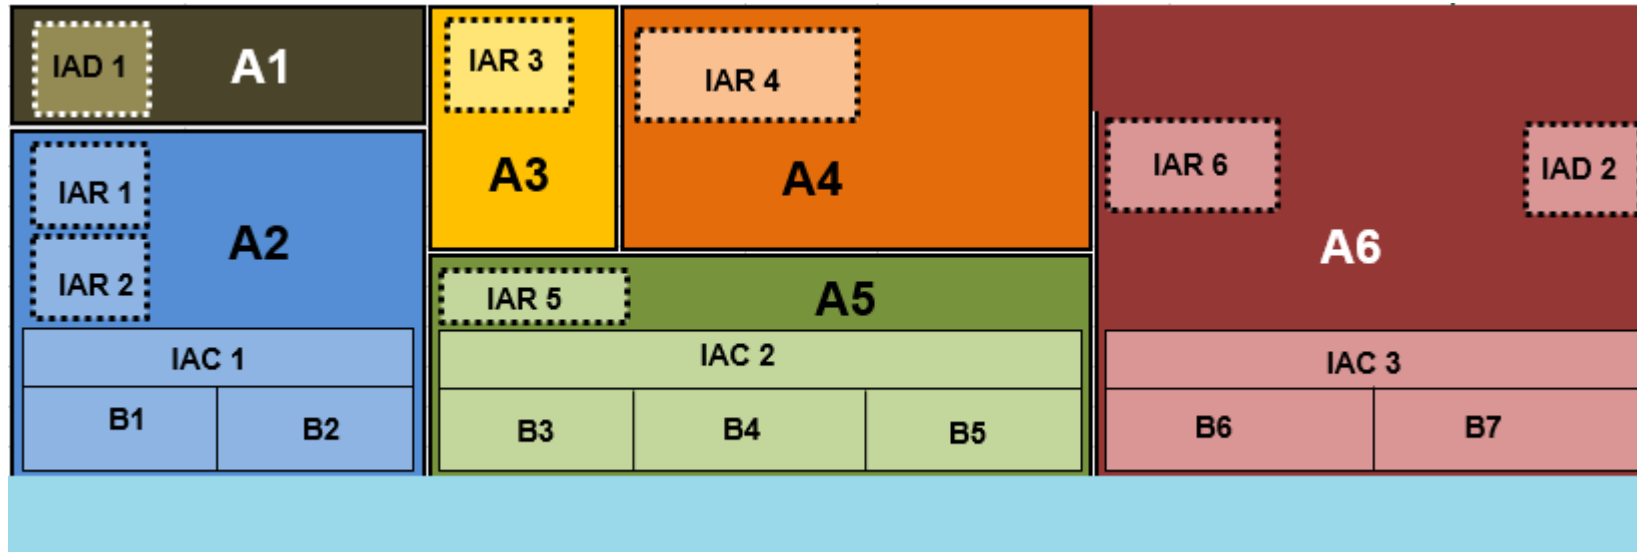 IAD 1
A1
IAR 1
IAR 2
A2
IAC 1
B1
B2
IAR 3
A3
IAR 4
A4
IAR 5
A5
IAC 2
B3
B4
B5
IAR 6
IAD 2
A6
IAC 3
B6
B7